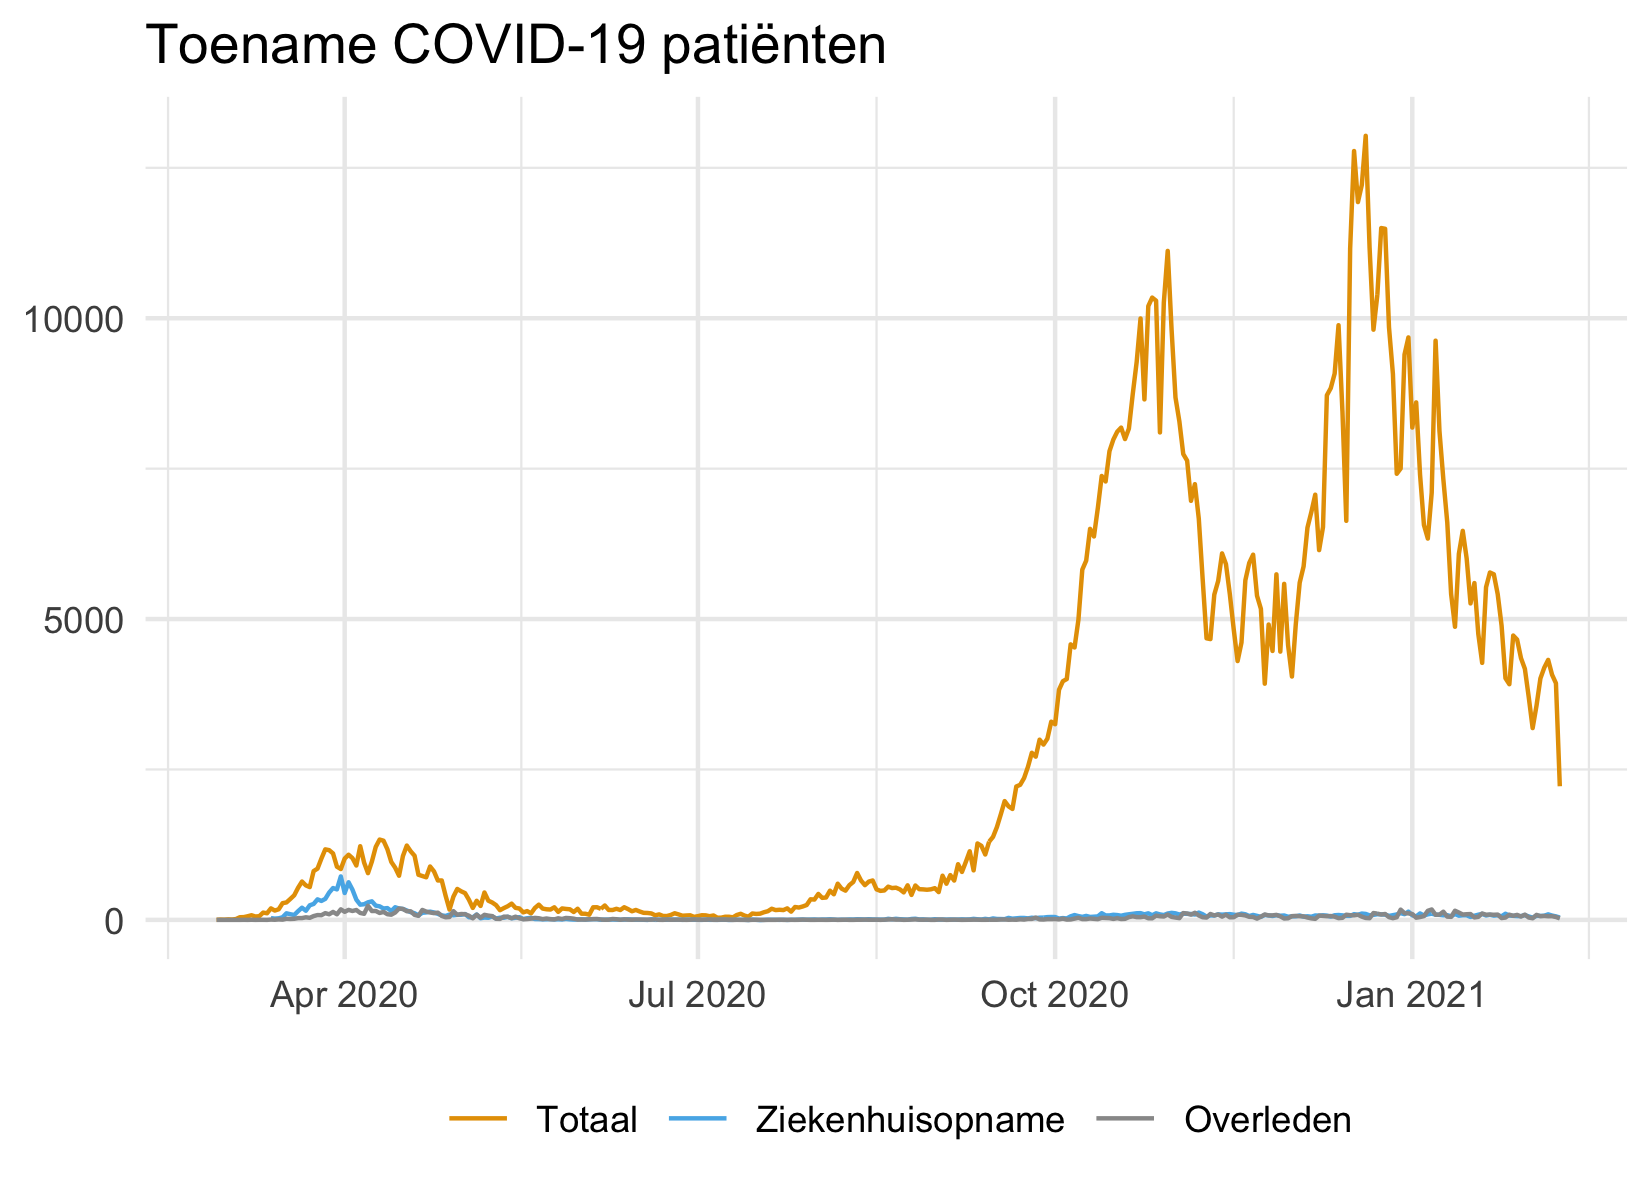 Toename COVID-19 patiënten
10000
5000
0
Apr 2020 Jul 2020 Oct 2020 Jan 2021
Totaal Ziekenhuisopname Overleden